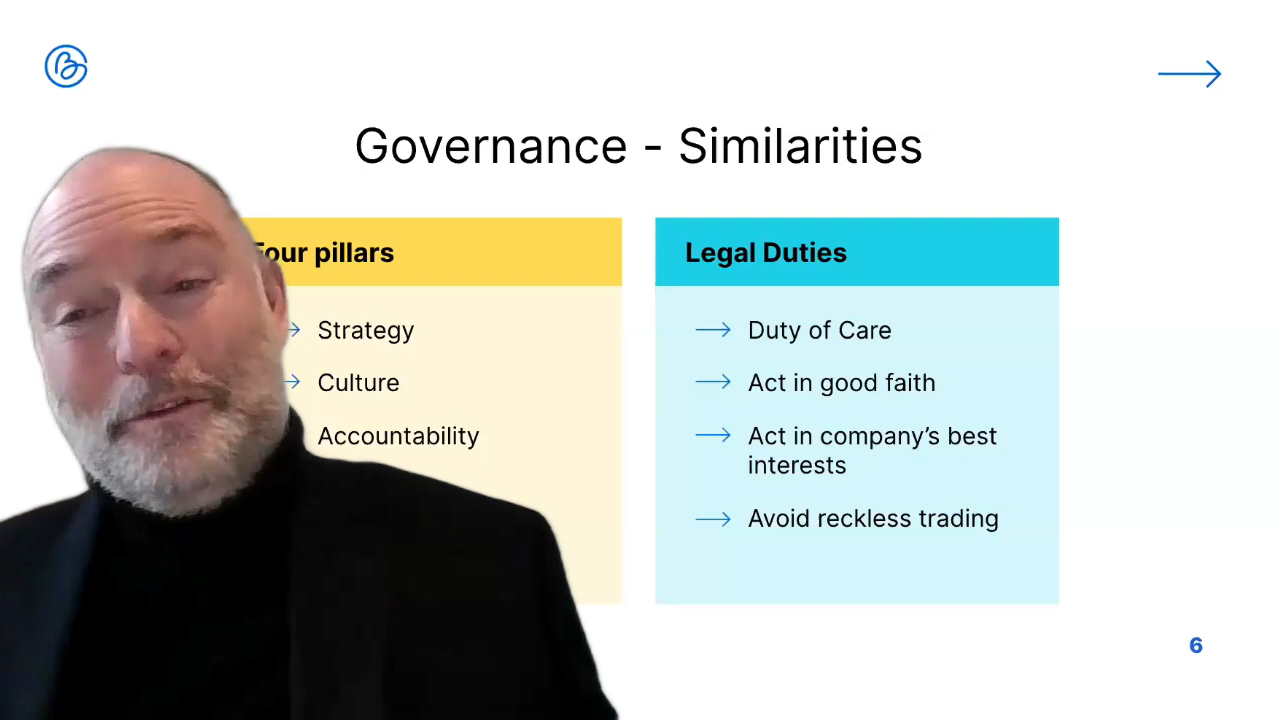 Governance - Similarities
Four pillars
Strategy
Culture
Accountability
Legal Duties
Duty of Care
Act in good faith
Act in company’s best
interests
Avoid reckless trading
6